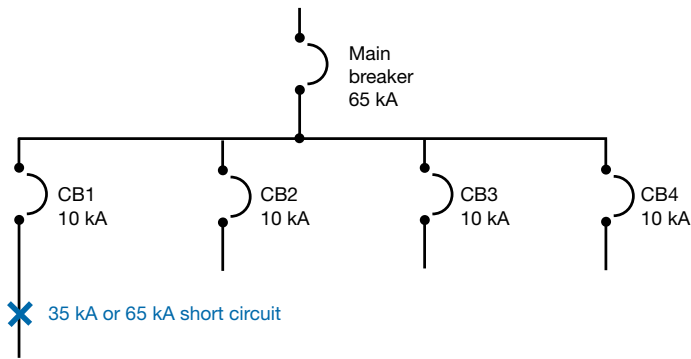 Main
breaker
65 kA
CB1
10 kA
CB2
10 kA
CB3
10 kA
CB4
10 kA
35 kA or 65 kA short circuit